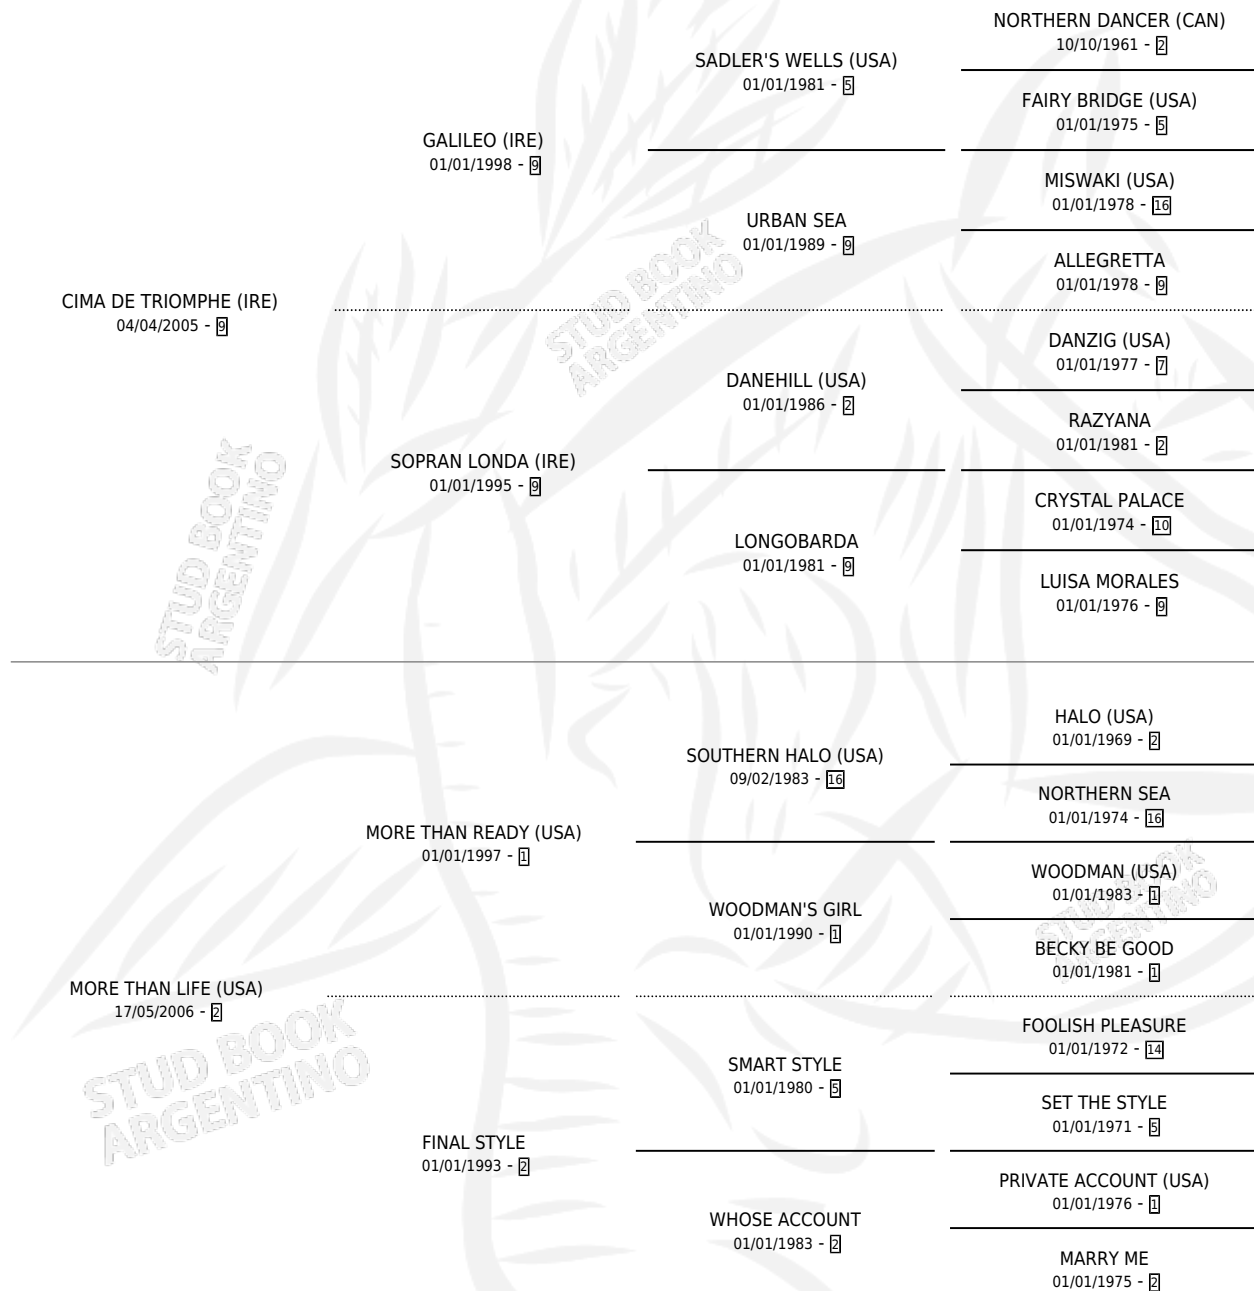 NORTHERN DANCER (CAN)
10/10/1961 - 2
SADLER'S WELLS (USA)
01/01/1981 - 5
FAIRY BRIDGE (USA)
01/01/1975 - 5
GALILEO (IRE)
01/01/1998 - 9
MISWAKI (USA)
01/01/1978 - 16
URBAN SEA
01/01/1989 - 9
ALLEGRETTA
01/01/1978 - 9
CIMA DE TRIOMPHE (IRE)
04/04/2005 - 9
STUD BOOK
ARGENTINO
DANZIG (USA)
01/01/1977 - 7
DANEHILL (USA)
01/01/1986 - 2
RAZYANA
01/01/1981 - 2
SOPRAN LONDA (IRE)
01/01/1995 - 9
CRYSTAL PALACE
01/01/1974 - 10
LONGOBARDA
01/01/1981 - 9
LUISA MORALES
01/01/1976 - 9
STUD BOOK
ARGENTINO
HALO (USA)
01/01/1969 - 2
SOUTHERN HALO (USA)
09/02/1983 - 16
NORTHERN SEA
01/01/1974 - 16
MORE THAN READY (USA)
01/01/1997 - 1
WOODMAN (USA)
01/01/1983 - 1
STUD BOOK
ARGENTINO
WOODMAN'S GIRL
01/01/1990 - 1
BECKY BE GOOD
01/01/1981 - 1
MORE THAN LIFE (USA)
17/05/2006 - 2
STUD BOOK
ARGENTINO
FOOLISH PLEASURE
01/01/1972 - 14
SMART STYLE
01/01/1980 - 5
SET THE STYLE
01/01/1971 - 5
FINAL STYLE
01/01/1993 - 2
PRIVATE ACCOUNT (USA)
01/01/1976 - 1
WHOSE ACCOUNT
01/01/1983 - 2
MARRY ME
01/01/1975 - 2